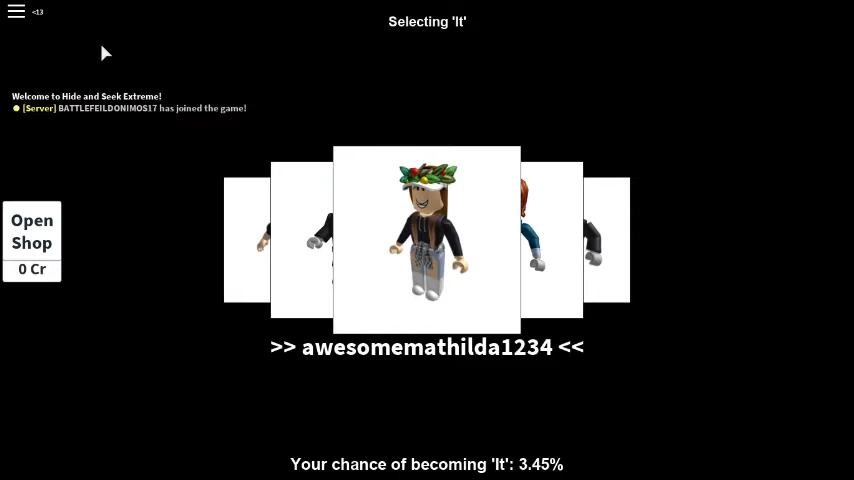 <13
Selecting 'It'
Welcome to Hide and Seek Extreme!
[Server] BATTLEFEILDONIMOS17 has joined the game!
Open
Shop
0 Cr
>> awesomemathilda1234 <<
Your chance of becoming 'It': 3.45%